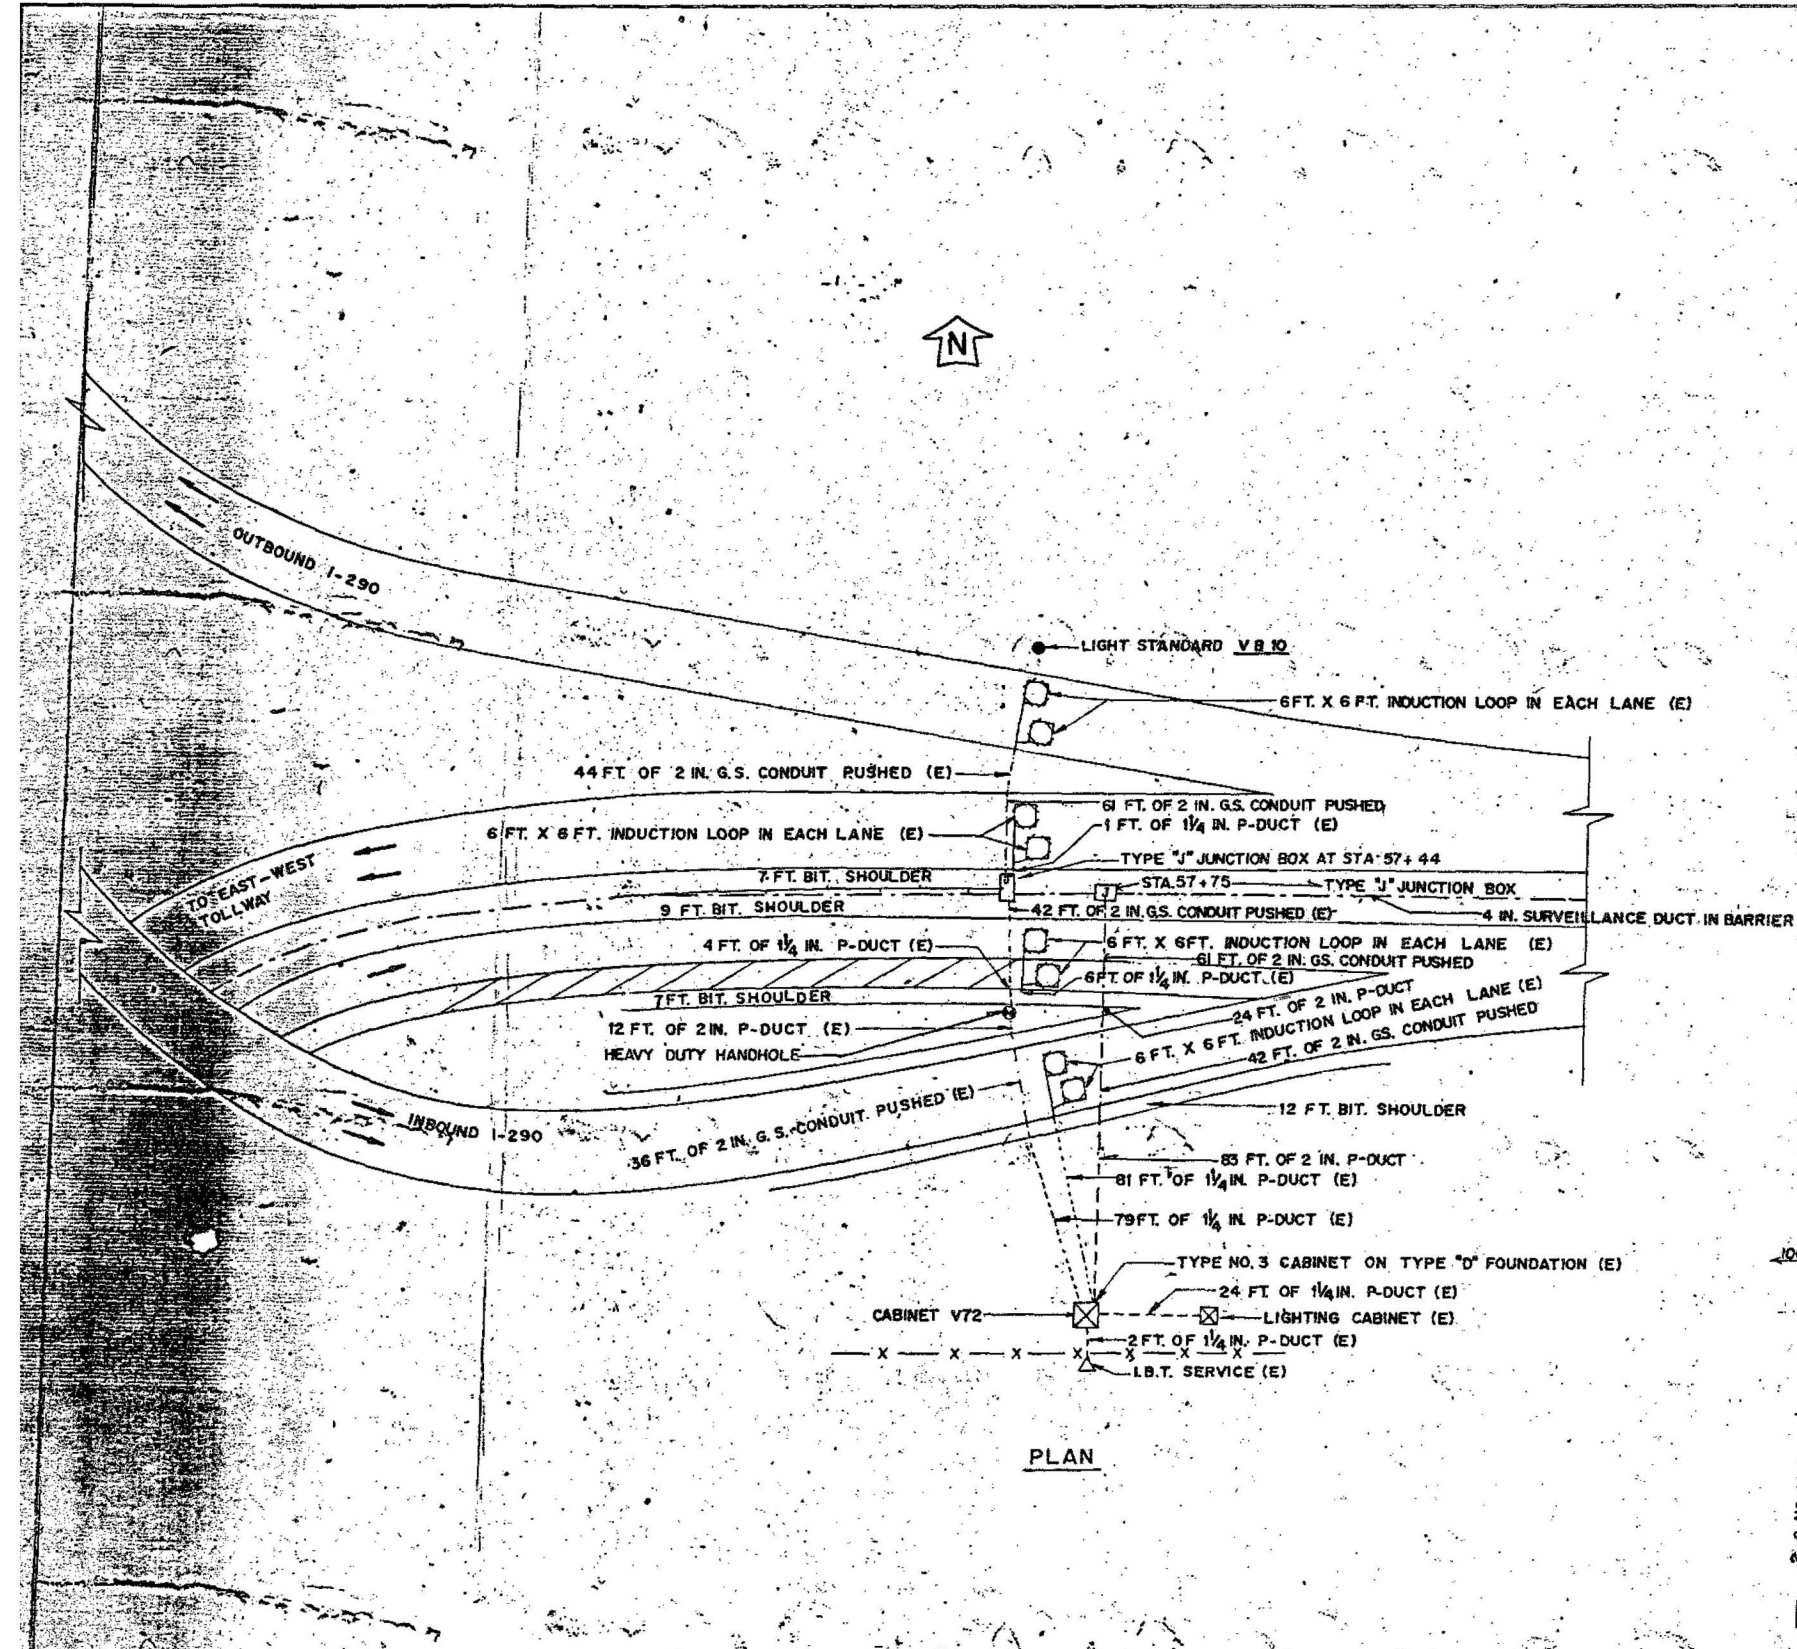 N
OUTBOUND I-290
LIGHT STANDARD V B 10
6 FT. X 6 FT. INDUCTION LOOP IN EACH LANE (E)
44 FT. OF 2 IN. G.S. CONDUIT PUSHED (E)
61 FT. OF 2 IN. G.S. CONDUIT PUSHED
6 FT. X 6 FT. INDUCTION LOOP IN EACH LANE (E)
1 FT. OF 1¼ IN. P-DUCT (E)
TYPE "J" JUNCTION BOX AT STA 57+44
TO EAST-WEST
TOLLWAY
7 FT. BIT. SHOULDER
STA. 57+75
TYPE "J" JUNCTION BOX
J
9 FT. BIT. SHOULDER
42 FT. OF 2 IN. G.S. CONDUIT PUSHED (E)
4 IN. SURVEILLANCE DUCT IN BARRIER
4 FT. OF 1¼ IN. P-DUCT (E)
6 FT. X 6 FT. INDUCTION LOOP IN EACH LANE (E)
61 FT. OF 2 IN. GS. CONDUIT PUSHED
6 FT. OF 1¼ IN. P-DUCT (E)
7 FT. BIT. SHOULDER
24 FT. OF 2 IN. P-DUCT
12 FT. OF 2 IN. P-DUCT (E)
6 FT. X 6 FT. INDUCTION LOOP IN EACH LANE (E)
HEAVY DUTY HANDHOLE
42 FT. OF 2 IN. GS. CONDUIT PUSHED
INBOUND I-290
36 FT. OF 2 IN. G.S. CONDUIT PUSHED (E)
12 FT. BIT. SHOULDER
83 FT. OF 2 IN. P-DUCT
81 FT. OF 1¼ IN. P-DUCT (E)
79 FT. OF 1¼ IN. P-DUCT (E)
TYPE NO. 3 CABINET ON TYPE "D" FOUNDATION (E)
24 FT. OF 1¼ IN. P-DUCT (E)
CABINET V72
LIGHTING CABINET (E)
2 FT. OF 1¼ IN. P-DUCT (E)
X X X X X X X
I.B.T. SERVICE (E)
PLAN